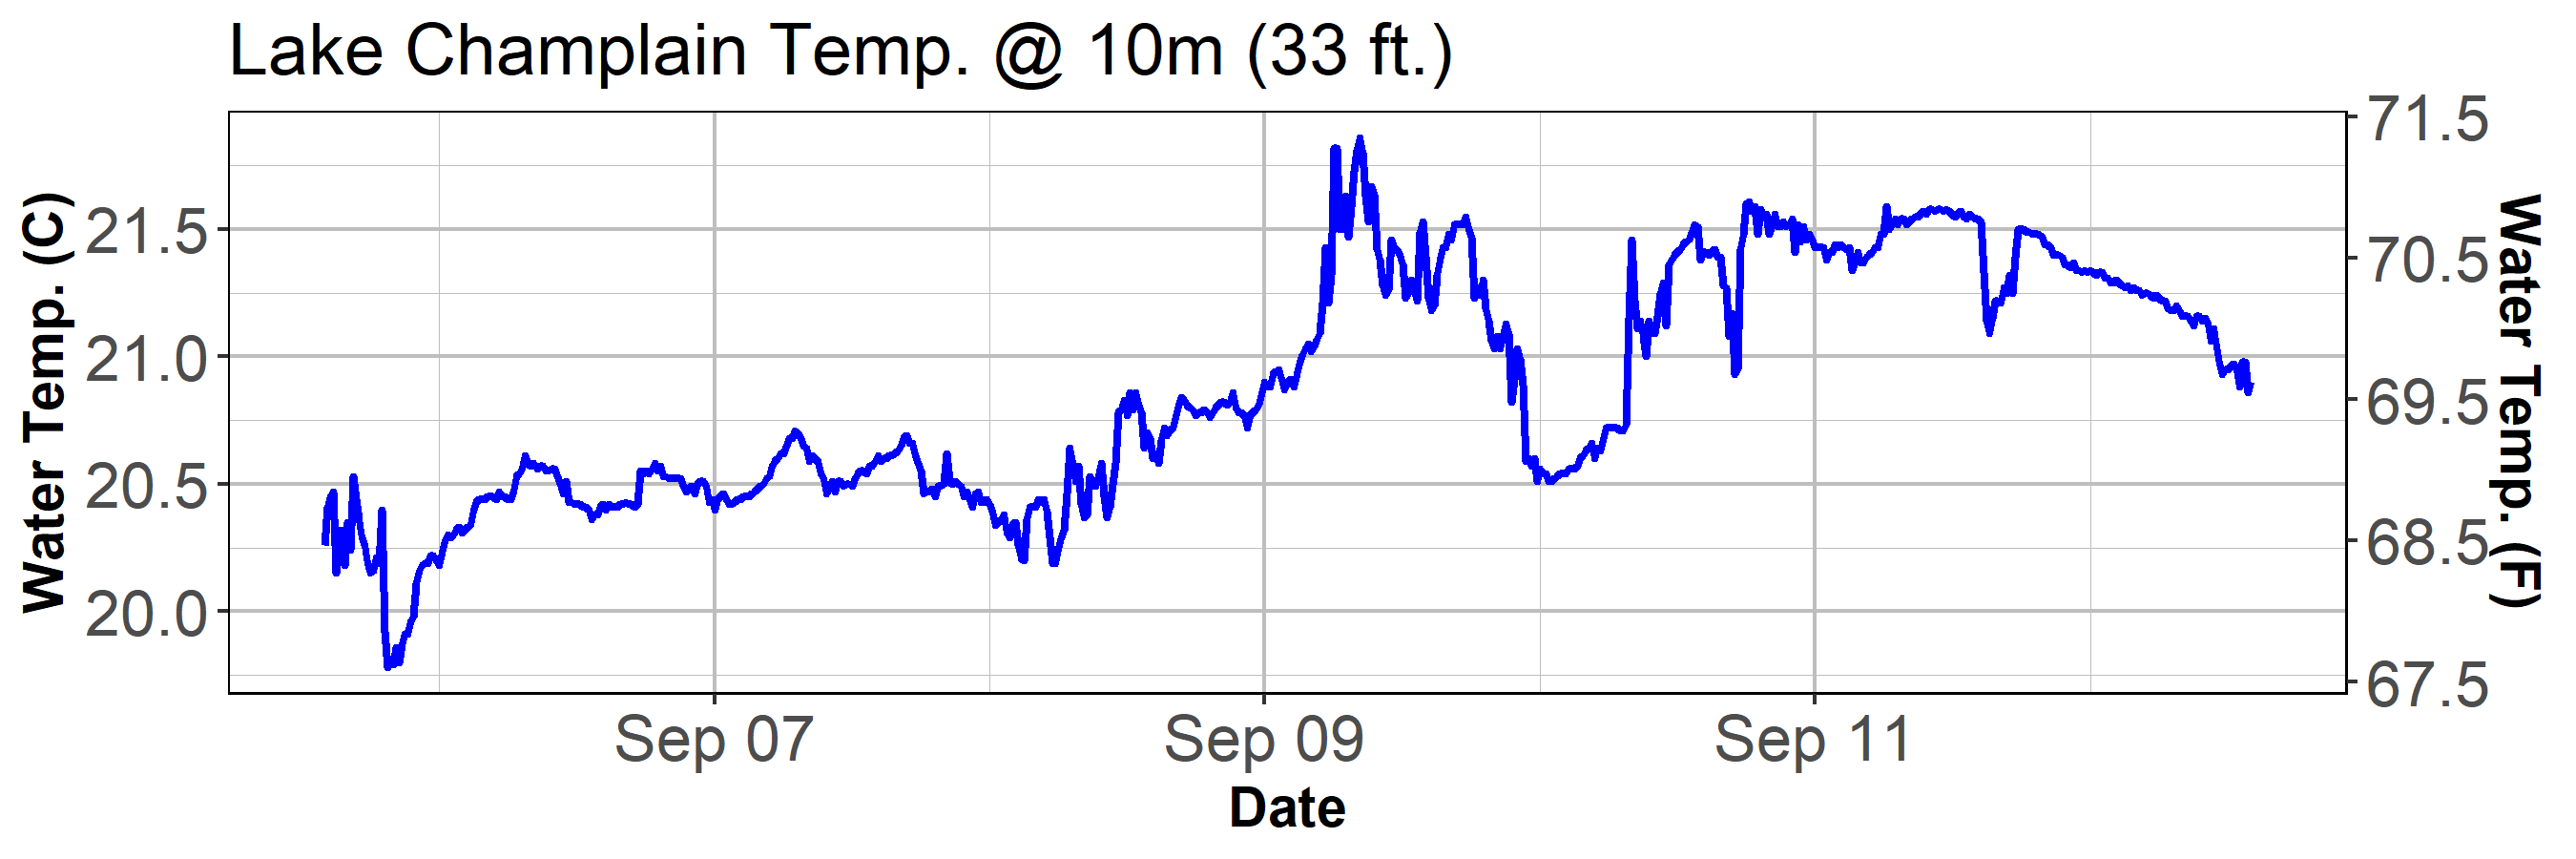 Lake Champlain Temp. @ 10m (33 ft.)
Water Temp. (C)
21.5
21.0
20.5
20.0
71.5
70.5
69.5
68.5
67.5
Water Temp. (F)
Sep 07
Sep 09
Sep 11
Date